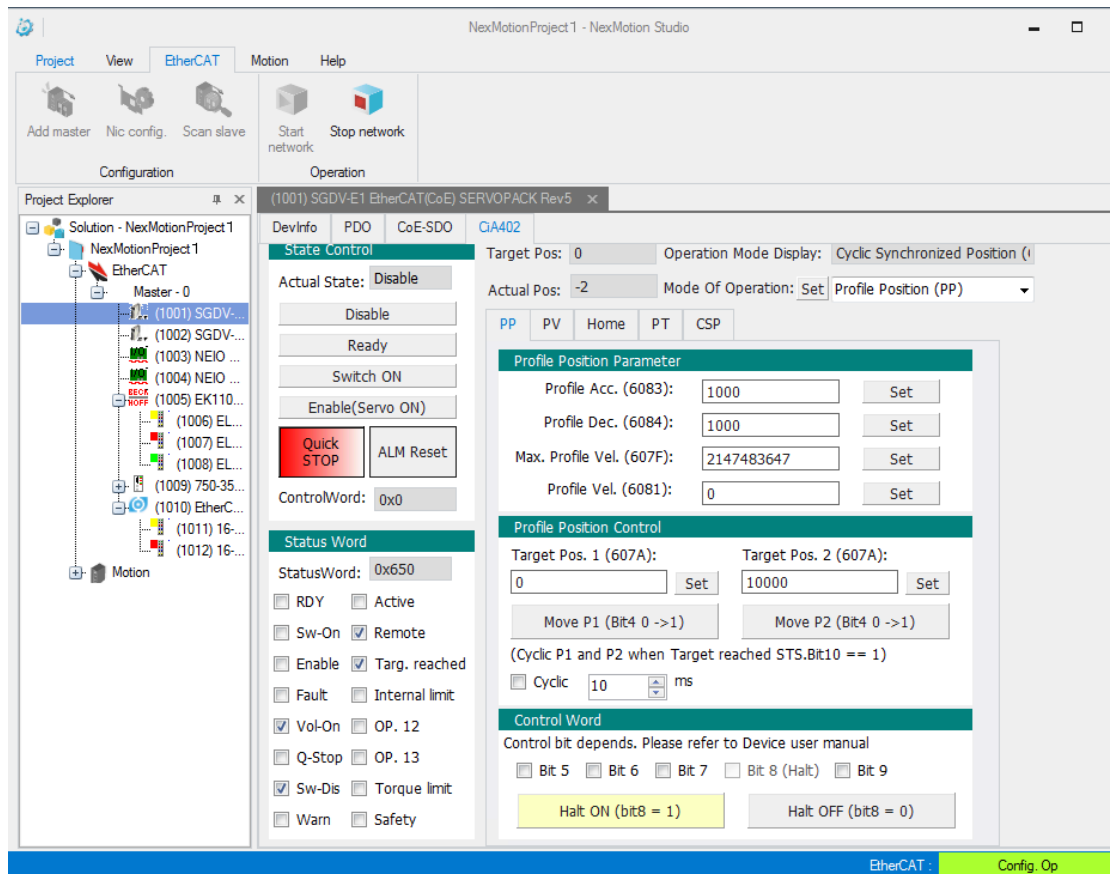 NexMotionProject1 - NexMotion Studio
Project View EtherCAT Motion Help
Add master Nic config. Scan slave Start network Stop network
Configuration Operation
Project Explorer
Solution - NexMotionProject1
NexMotionProject1
EtherCAT
Master - 0
(1001) SGDV-...
(1002) SGDV-...
(1003) NEIO ...
(1004) NEIO ...
(1005) EK110...
(1006) EL...
(1007) EL...
(1008) EL...
(1009) 750-35...
(1010) EtherC...
(1011) 16-...
(1012) 16-...
Motion
(1001) SGDV-E1 EtherCAT(CoE) SERVOPACK Rev5
DevInfo PDO CoE-SDO CiA402
State Control
Actual State: Disable
Disable
Ready
Switch ON
Enable(Servo ON)
Quick STOP ALM Reset
ControlWord: 0x0
Status Word
StatusWord: 0x650
RDY Active
Sw-On Remote
Enable Targ. reached
Fault Internal limit
Vol-On OP. 12
Q-Stop OP. 13
Sw-Dis Torque limit
Warn Safety
Target Pos: 0 Operation Mode Display: Cyclic Synchronized Position (
Actual Pos: -2 Mode Of Operation: Set Profile Position (PP)
PP PV Home PT CSP
Profile Position Parameter
Profile Acc. (6083): 1000 Set
Profile Dec. (6084): 1000 Set
Max. Profile Vel. (607F): 2147483647 Set
Profile Vel. (6081): 0 Set
Profile Position Control
Target Pos. 1 (607A): Target Pos. 2 (607A):
0 Set 10000 Set
Move P1 (Bit4 0 ->1) Move P2 (Bit4 0 ->1)
(Cyclic P1 and P2 when Target reached STS.Bit10 == 1)
Cyclic 10 ms
Control Word
Control bit depends. Please refer to Device user manual
Bit 5 Bit 6 Bit 7 Bit 8 (Halt) Bit 9
Halt ON (bit8 = 1) Halt OFF (bit8 = 0)
EtherCAT : Config. Op